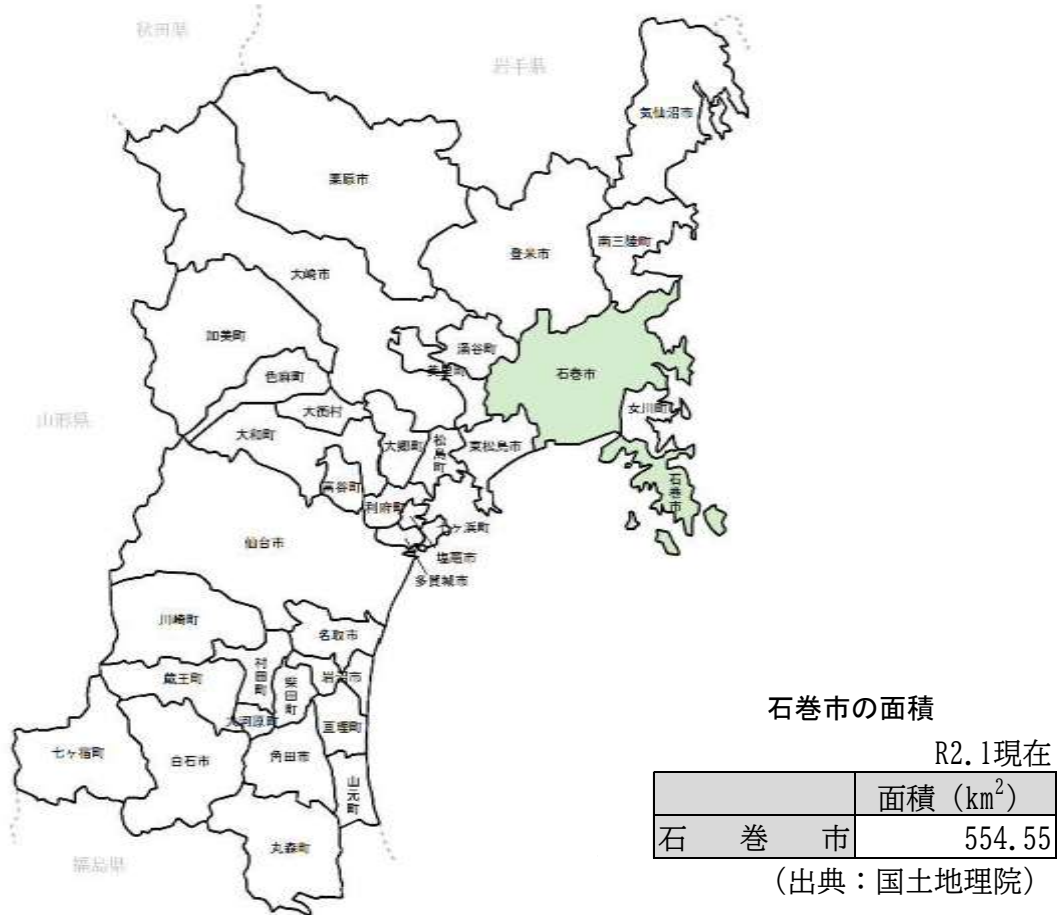 秋田県
岩手県
気仙沼市
栗原市
南三陸町
登米市
大崎市
加美町
涌谷町
美里町
石巻市
色麻町
女川町
大衡村
山形県
大和町
大郷町
松島町
東松島市
富谷町
石巻市
利府町
七ヶ浜町
仙台市
塩竈市
多賀城市
川崎町
名取市
村田町
岩沼市
蔵王町
柴田町
大河原町
亘理町
七ヶ宿町
白石市
角田市
山元町
丸森町
福島県
石巻市の面積
R2.1現在
面積（km²）
石巻市 554.55
（出典：国土地理院）